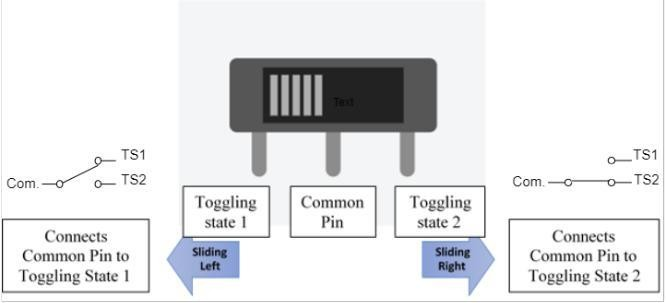 Text
TS1
Com.
TS2
TS1
Com.
TS2
Toggling
state 1
Common
Pin
Toggling
state 2
Connects
Common Pin to
Toggling State 1
Sliding
Left
Sliding
Right
Connects
Common Pin to
Toggling State 2